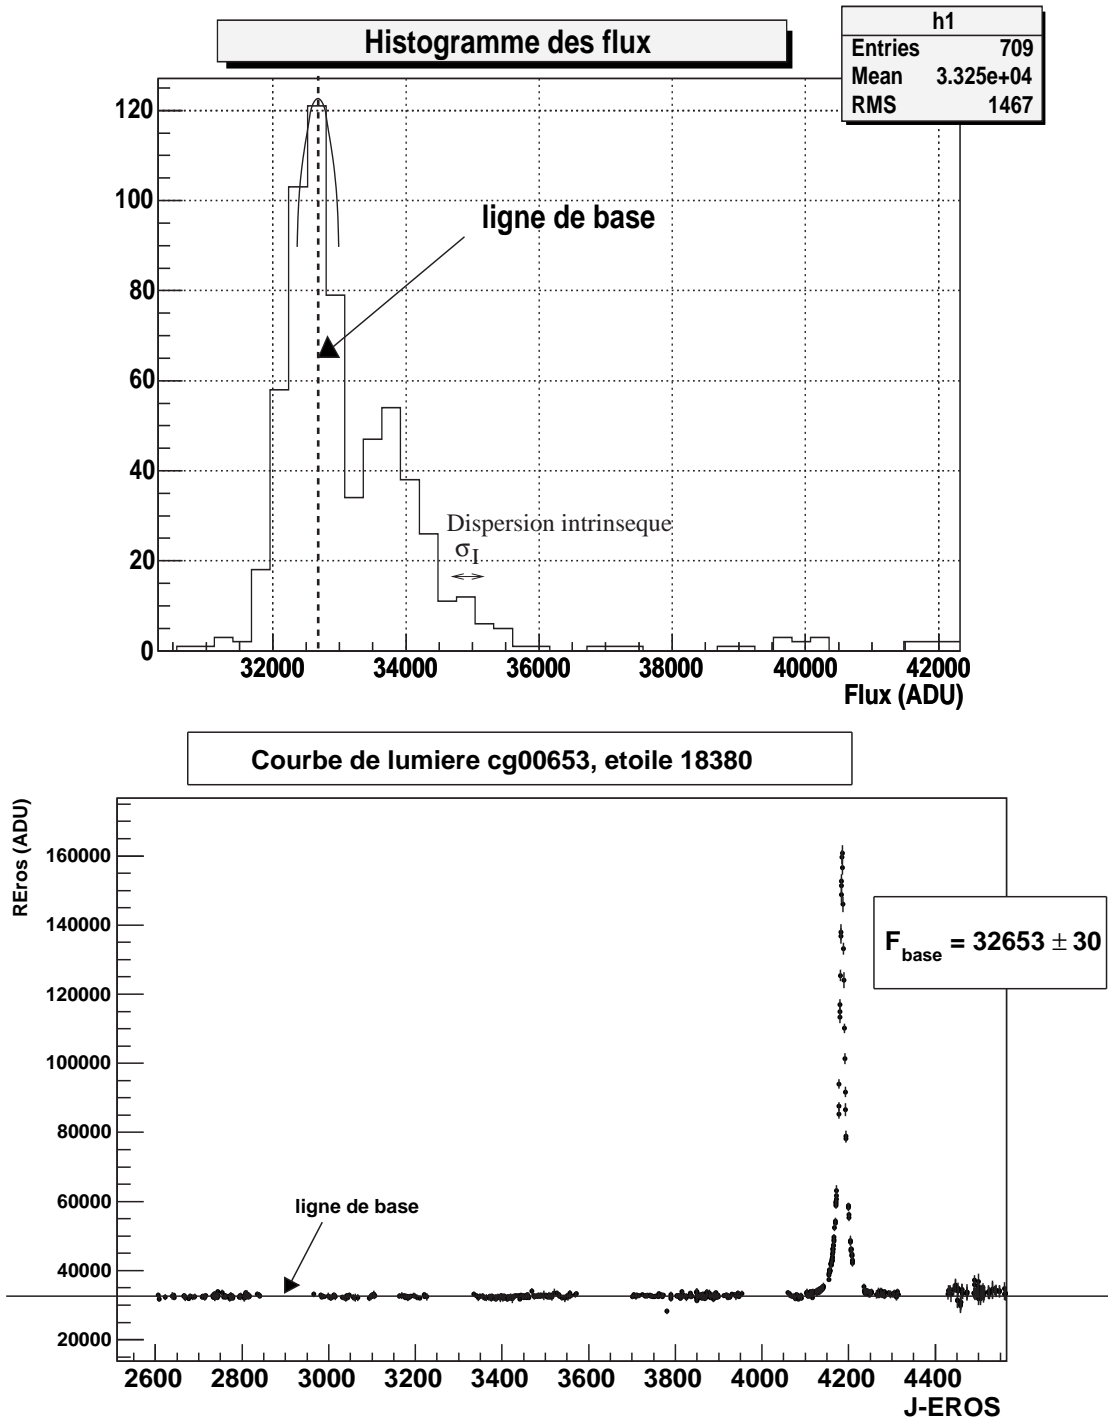 Histogramme des flux
h1
Entries 709
Mean 3.325e+04
RMS 1467
120
100
80
60
40
20
0
ligne de base
Dispersion intrinseque
σI
32000 34000 36000 38000 40000 42000
Flux (ADU)
Courbe de lumiere cg00653, etoile 18380
REros (ADU)
160000
140000
120000
100000
80000
60000
40000
20000
Fbase = 32653 ± 30
ligne de base
2600 2800 3000 3200 3400 3600 3800 4000 4200 4400
J-EROS